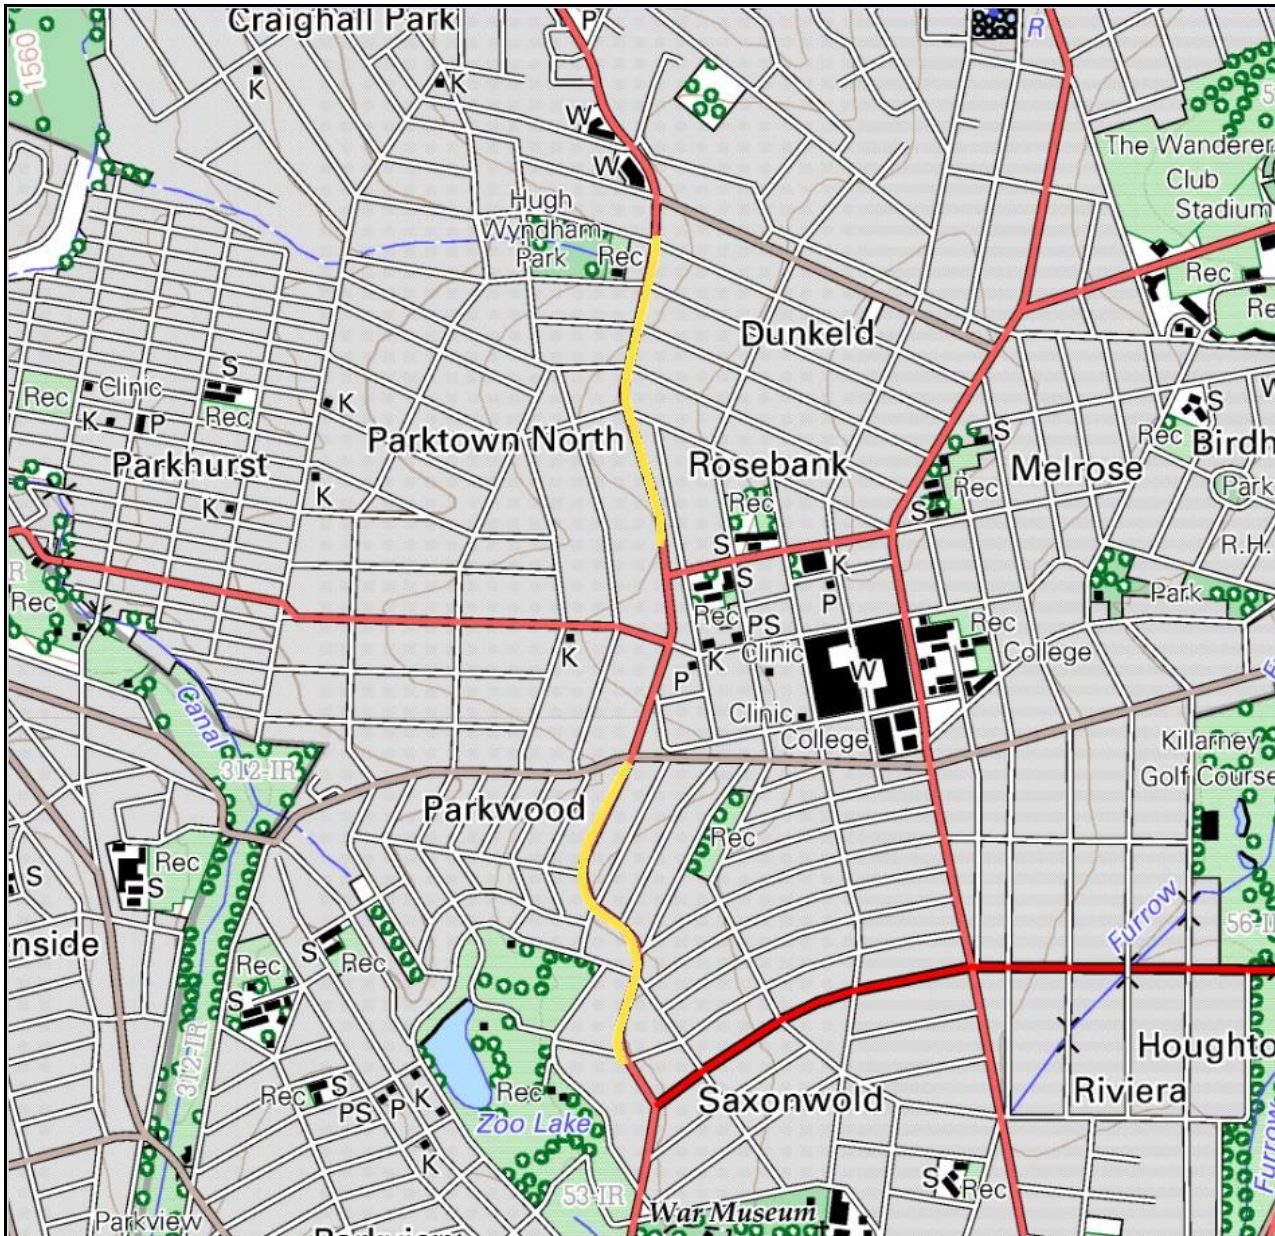 Craighall Park
P
R
1560
K
K
W
The Wanderer
Club
Stadium
W
Hugh
Wyndham
Park
Rec
Rec
Re
Dunkeld
S
Clinic
Rec
Rec
K
P
K
S
W
Rec
Birdh
Parktown North
Parkhurst
Rosebank
S
Melrose
Rec
Rec
Park
K
K
S
S
R.H.
R
Rec
S
K
Park
P
Rec
PS
Rec
College
K
K
Clinic
P
W
Canal
Clinic
College
Killarney
Golf Course
312-IR
Parkwood
Rec
Rec
S
S
Furrow
56-I
nside
S
Rec
Rec
S
312-IR
Houghto
Riviera
Saxonwold
Rec
S
PS
P
K
Rec
Zoo Lake
K
Furrow
S
Rec
53-IR
War Museum
Parkview